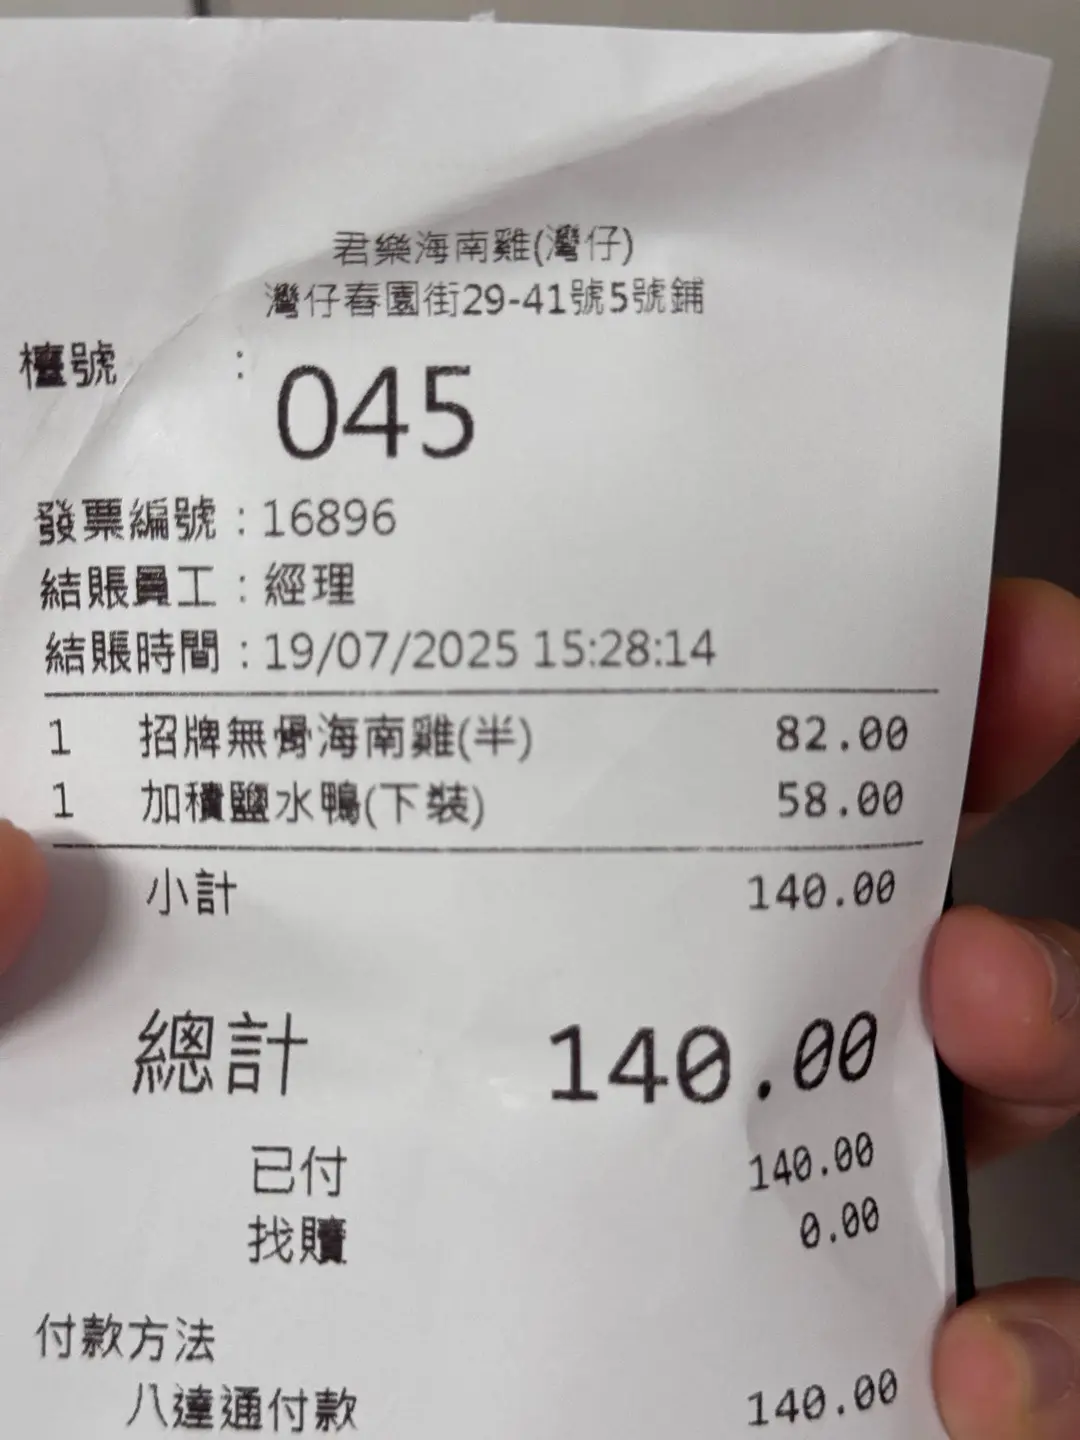 君樂海南雞(灣仔)
灣仔春園街29-41號5號鋪
檯號 : 045
發票編號 : 16896
結賬員工 : 經理
結賬時間 : 19/07/2025 15:28:14
1 招牌無骨海南雞(半) 82.00
1 加積鹽水鴨(下裝) 58.00
小計 140.00
總計 140.00
已付 140.00
找贖 0.00
付款方法
八達通付款 140.00